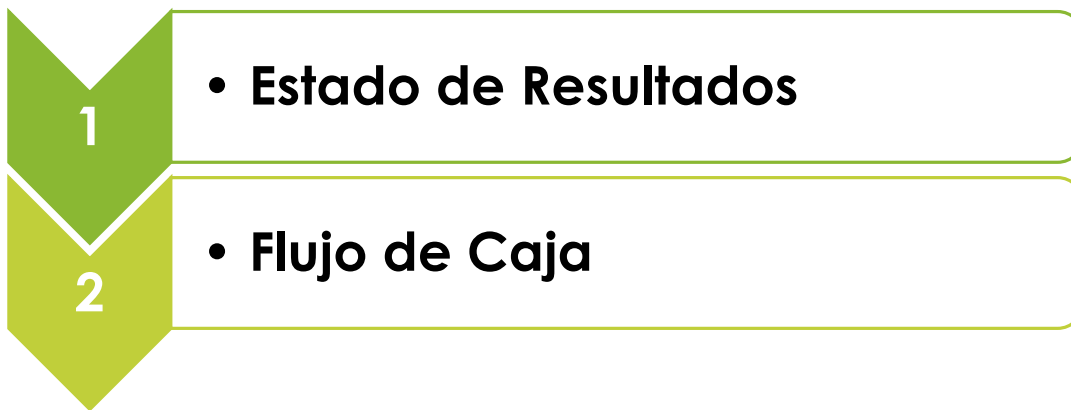 1
• Estado de Resultados
2
• Flujo de Caja